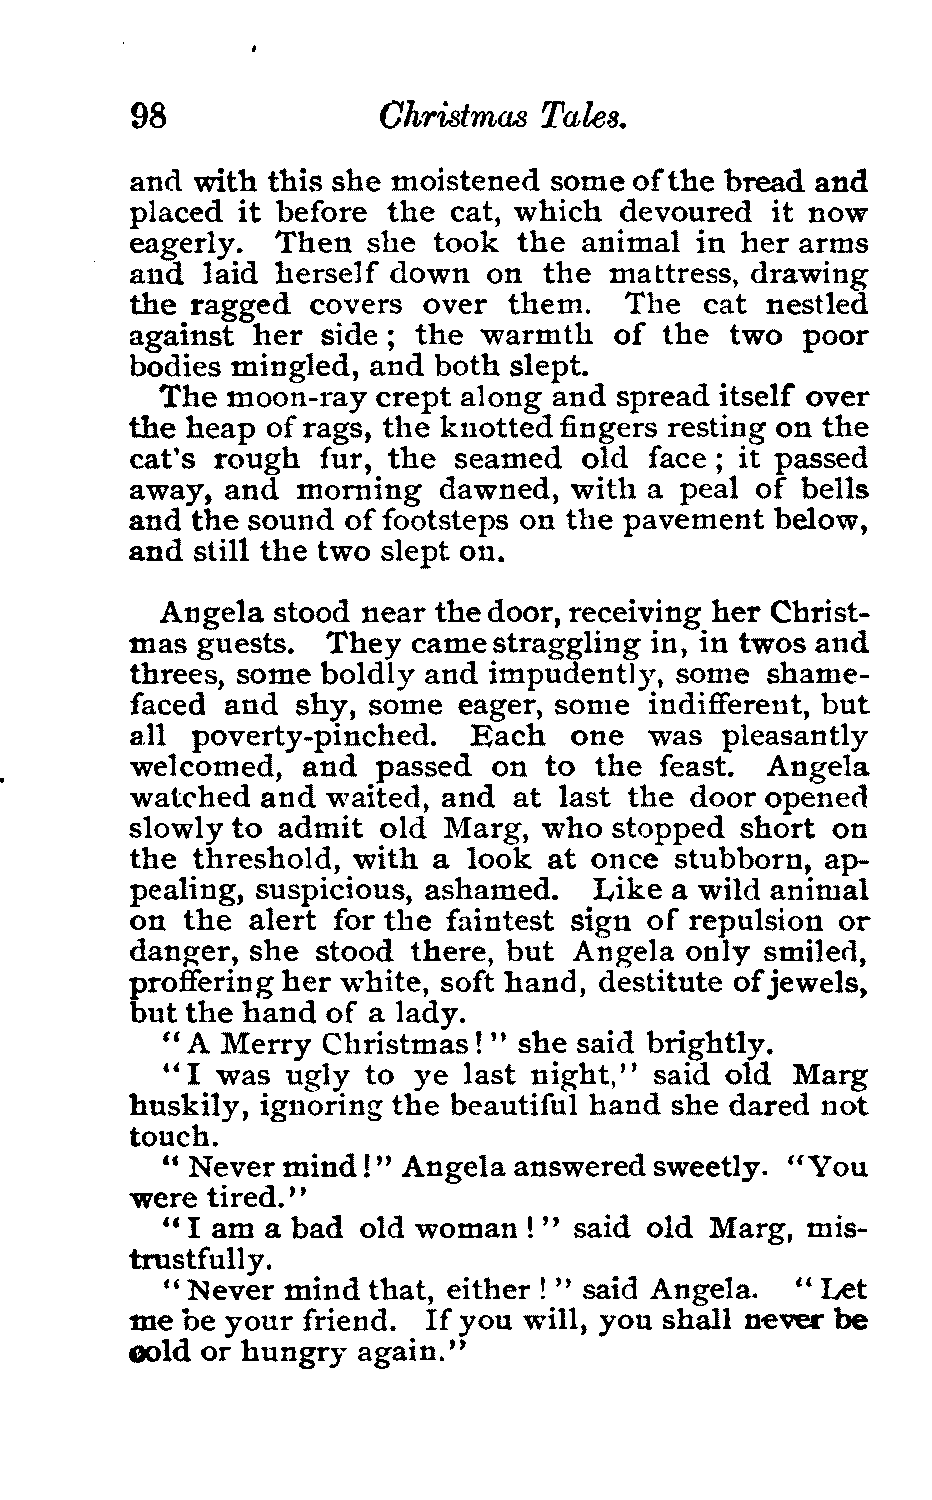 98 Christmas Tales.
and with this she moistened some of the bread and
placed it before the cat, which devoured it now
eagerly. Then she took the animal in her arms
and laid herself down on the mattress, drawing
the ragged covers over them. The cat nestled
against her side; the warmth of the two poor
bodies mingled, and both slept.
The moon-ray crept along and spread itself over
the heap of rags, the knotted fingers resting on the
cat's rough fur, the seamed old face; it passed
away, and morning dawned, with a peal of bells
and the sound of footsteps on the pavement below,
and still the two slept on.
Angela stood near the door, receiving her Christ-
mas guests. They came straggling in, in twos and
threes, some boldly and impudently, some shame-
faced and shy, some eager, some indifferent, but
all poverty-pinched. Each one was pleasantly
welcomed, and passed on to the feast. Angela
watched and waited, and at last the door opened
slowly to admit old Marg, who stopped short on
the threshold, with a look at once stubborn, ap-
pealing, suspicious, ashamed. Like a wild animal
on the alert for the faintest sign of repulsion or
danger, she stood there, but Angela only smiled,
proffering her white, soft hand, destitute of jewels,
but the hand of a lady.
"A Merry Christmas!" she said brightly.
"I was ugly to ye last night," said old Marg
huskily, ignoring the beautiful hand she dared not
touch.
"Never mind!" Angela answered sweetly. "You
were tired."
"I am a bad old woman!" said old Marg, mis-
trustfully.
"Never mind that, either!" said Angela. "Let
me be your friend. If you will, you shall never be
cold or hungry again."